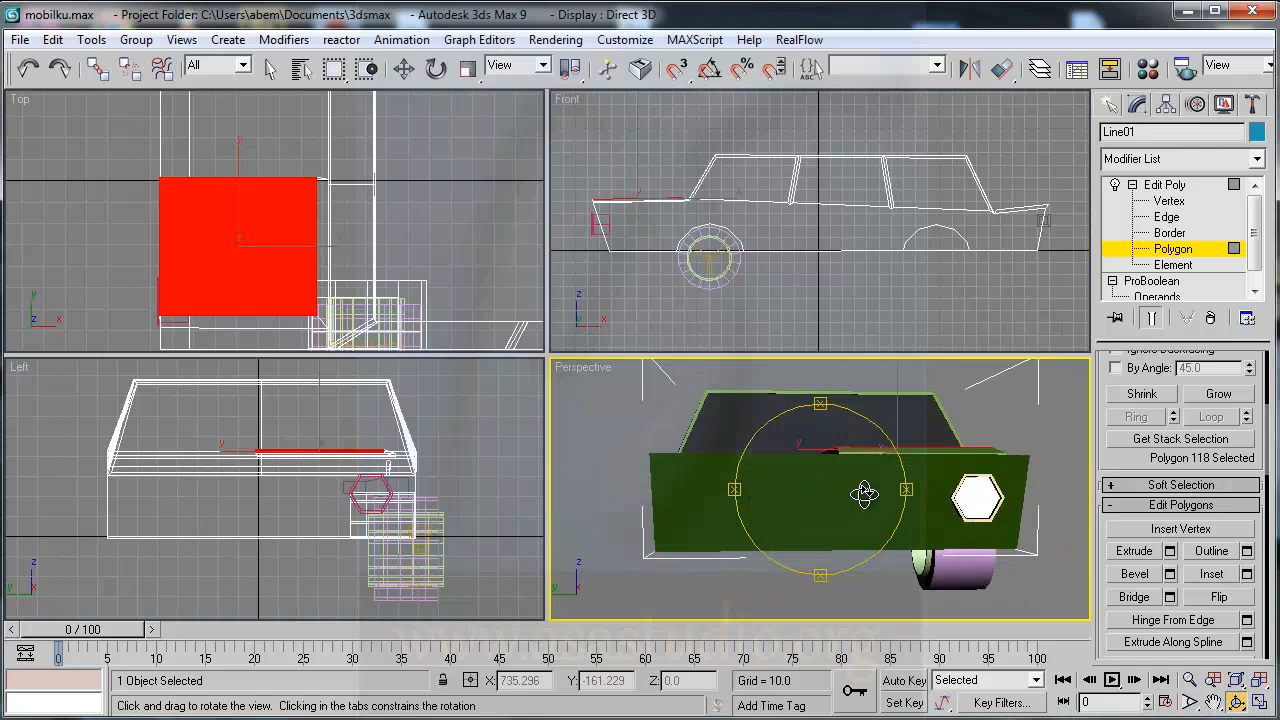 mobilku.max - Project Folder: C:\Users\abem\Documents\3dsmax - Autodesk 3ds Max 9 - Display : Direct 3D
File Edit Tools Group Views Create Modifiers reactor Animation Graph Editors Rendering Customize MAXScript Help RealFlow
All View 3 % ABC View
Top Front
Line01
Modifier List
Edit Poly
Vertex
Edge
Border
Polygon
Element
ProBoolean
Operands
Left Perspective
Ignore Backfacing
By Angle: 45.0
Shrink Grow
Ring Loop
Get Stack Selection
Polygon 118 Selected
+ Soft Selection
- Edit Polygons
Insert Vertex
Extrude Outline
Bevel Inset
Bridge Flip
Hinge From Edge
Extrude Along Spline
0 / 100
0 5 10 15 20 25 30 35 40 45 50 55 60 65 70 75 80 85 90 95 100
1 Object Selected X: 735.296 Y: -161.229 Z: 0.0 Grid = 10.0 Auto Key Selected
Click and drag to rotate the view. Clicking in the tabs constrains the rotation Add Time Tag Set Key Key Filters... 0